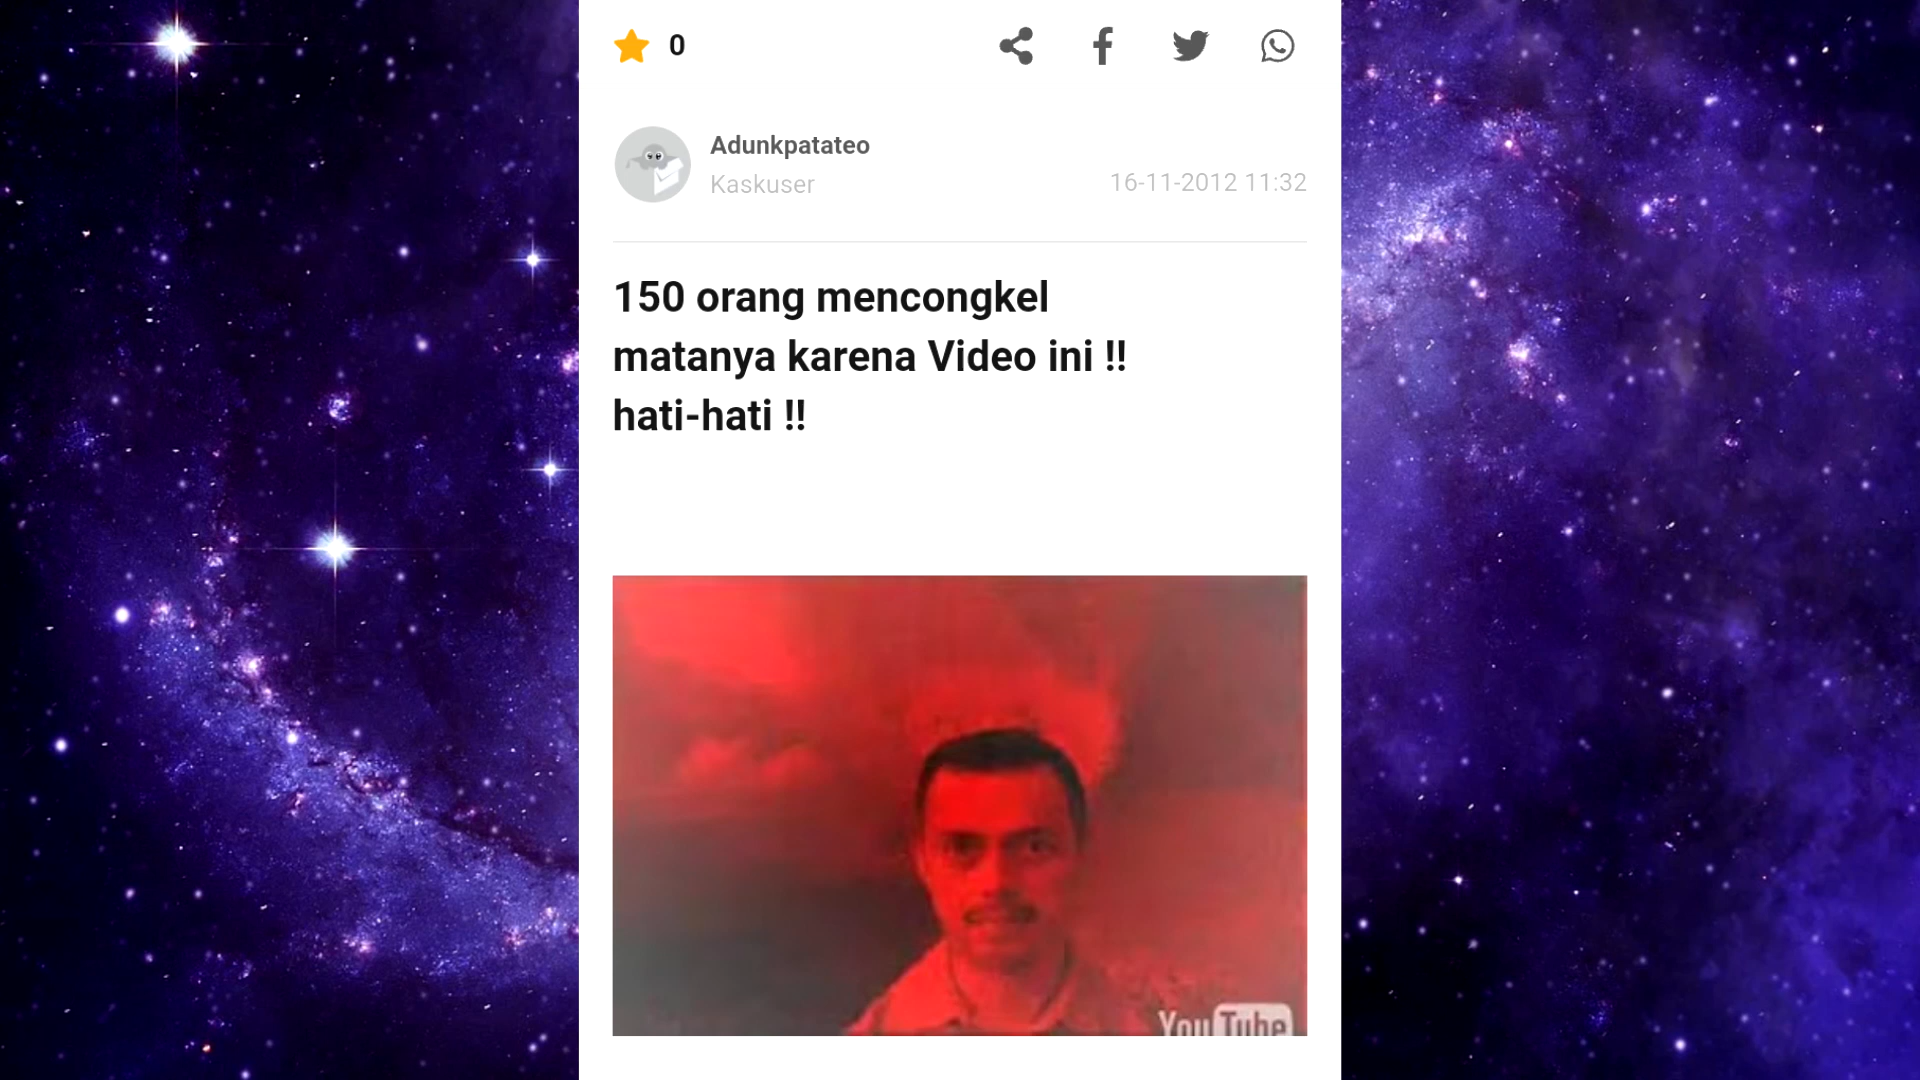 0
Adunkpatateo
Kaskuser
16-11-2012 11:32
150 orang mencongkel
matanya karena Video ini !!
hati-hati !!
YouTube